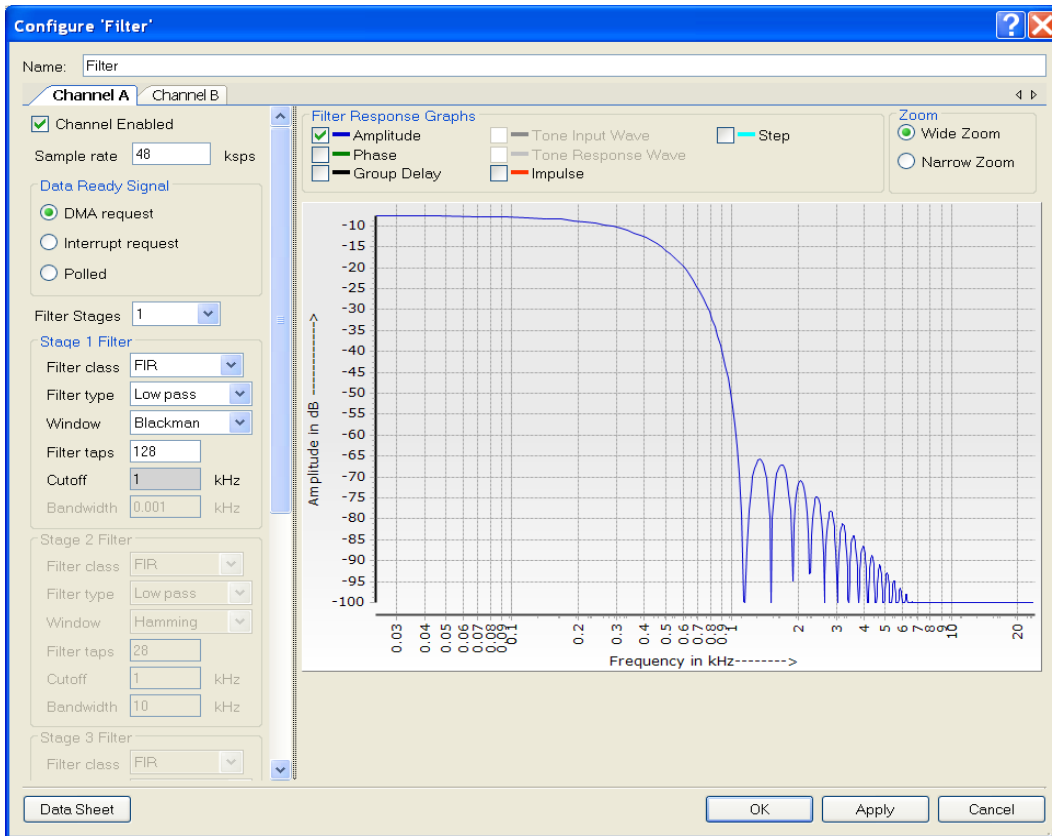 Configure 'Filter'
Name: Filter
Channel A Channel B
Channel Enabled
Sample rate 48 ksps
Data Ready Signal
DMA request
Interrupt request
Polled
Filter Stages 1
Stage 1 Filter
Filter class FIR
Filter type Low pass
Window Blackman
Filter taps 128
Cutoff 1 kHz
Bandwidth 0.001 kHz
Stage 2 Filter
Filter class FIR
Filter type Low pass
Window Hamming
Filter taps 28
Cutoff 1 kHz
Bandwidth 10 kHz
Stage 3 Filter
Filter class FIR
Filter Response Graphs
Amplitude Tone Input Wave Step
Phase Tone Response Wave
Group Delay Impulse
Zoom
Wide Zoom
Narrow Zoom
Amplitude in dB -------------->
-10
-15
-20
-25
-30
-35
-40
-45
-50
-55
-60
-65
-70
-75
-80
-85
-90
-95
-100
0.03 0.04 0.05 0.06 0.07 0.08 0.09 0.1 0.2 0.3 0.4 0.5 0.6 0.7 0.8 0.9 1 2 3 4 5 6 7 8 9 10 20
Frequency in kHz-------->
Data Sheet OK Apply Cancel